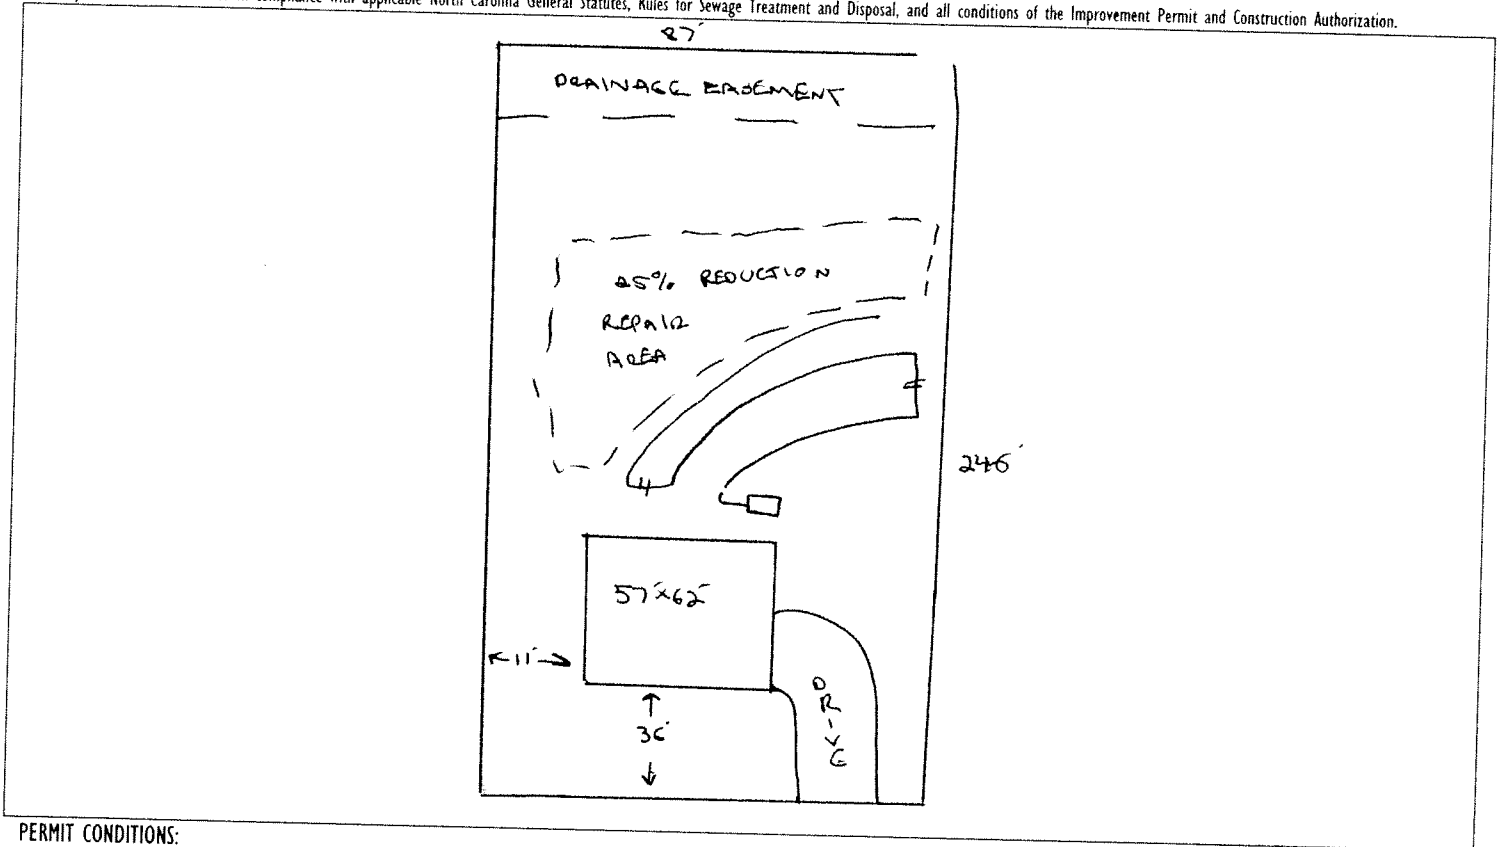 compliance with applicable North Carolina General Statutes, Rules for Sewage Treatment and Disposal, and all conditions of the Improvement Permit and Construction Authorization.
87'
DRAINAGE EASEMENT
25% REDUCTION
REPAIR
AREA
246'
57'x62'
11'
36'
DRIVE
PERMIT CONDITIONS: